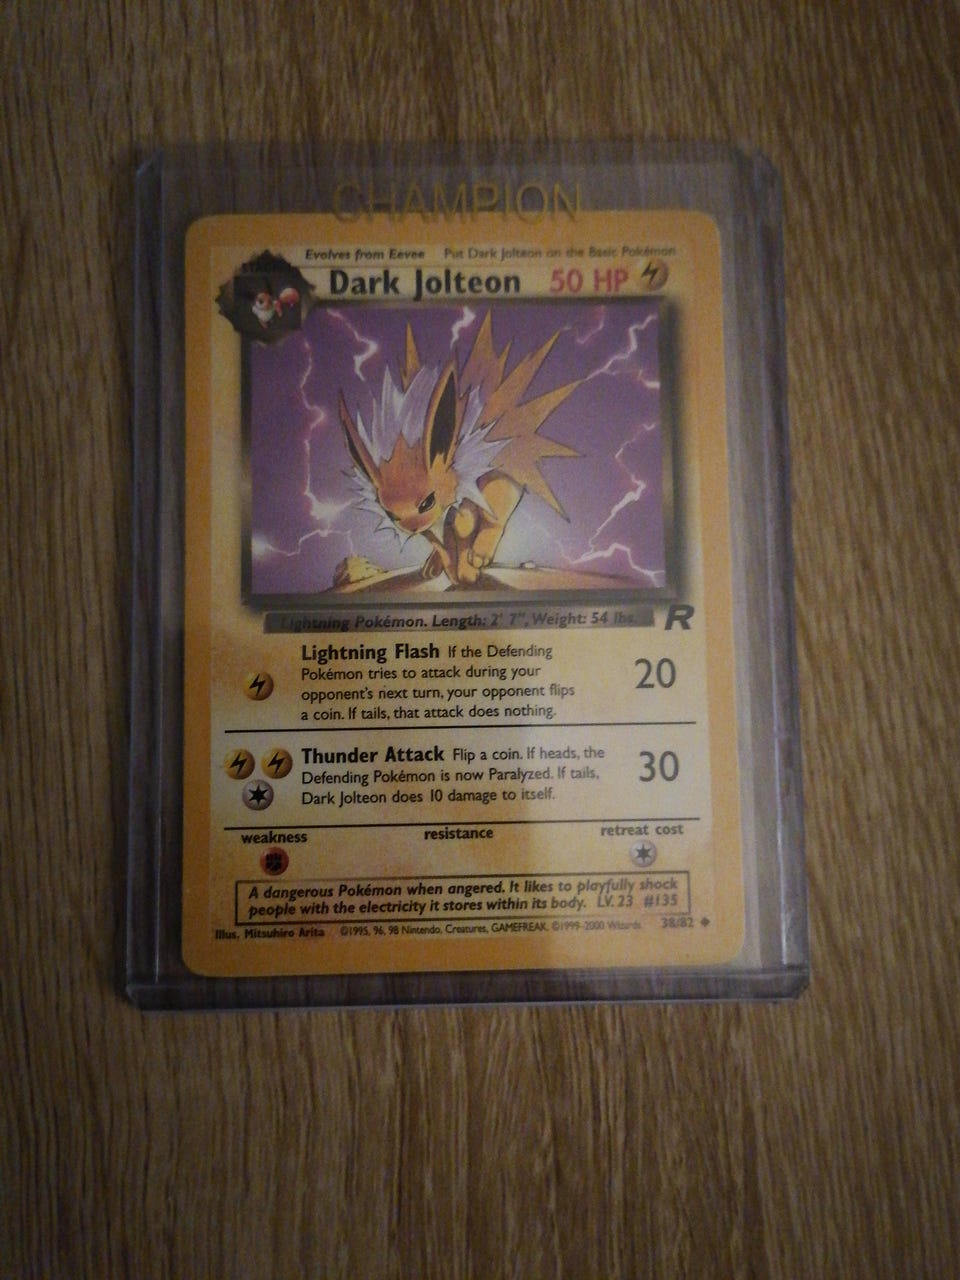 CHAMPION
Evolves from Eevee Put Dark Jolteon on the Basic Pokémon
STAGE
Dark Jolteon 50 HP
Lightning Pokémon. Length: 2' 7", Weight: 54 lbs.
R
Lightning Flash If the Defending
Pokémon tries to attack during your
opponent's next turn, your opponent flips
a coin. If tails, that attack does nothing.
20
Thunder Attack Flip a coin. If heads, the
Defending Pokémon is now Paralyzed. If tails,
Dark Jolteon does 10 damage to itself.
30
weakness resistance retreat cost
A dangerous Pokémon when angered. It likes to playfully shock
people with the electricity it stores within its body. LV. 23 #135
Illus. Mitsuhiro Arita ©1995, 96, 98 Nintendo, Creatures, GAMEFREAK. ©1999-2000 Wizards. 38/82